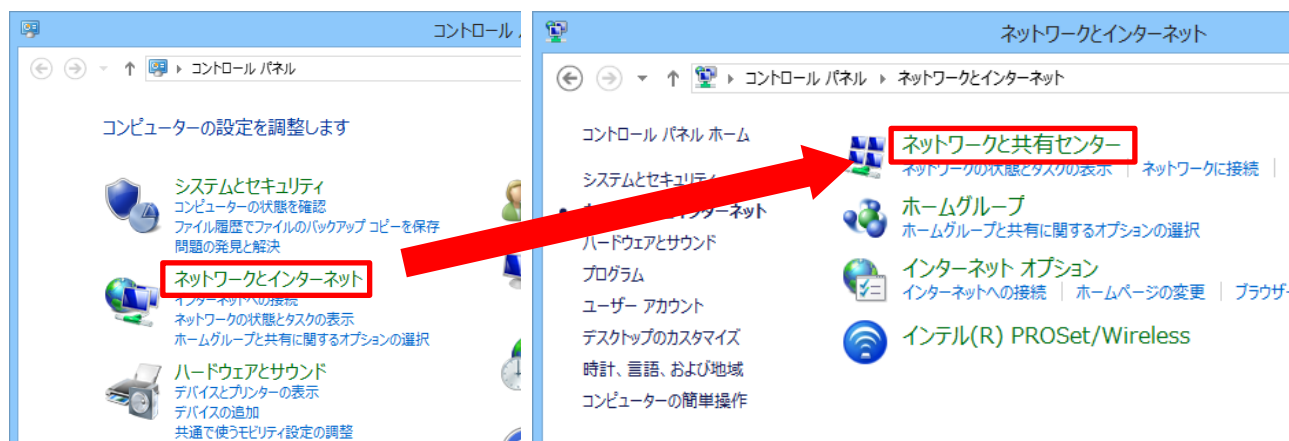 コントロール
コントロール パネル
コンピューターの設定を調整します
システムとセキュリティ
コンピューターの状態を確認
ファイル履歴でファイルのバックアップ コピーを保存
問題の発見と解決
ネットワークとインターネット
インターネットへの接続
ネットワークの状態とタスクの表示
ホームグループと共有に関するオプションの選択
ハードウェアとサウンド
デバイスとプリンターの表示
デバイスの追加
共通で使うモビリティ設定の調整
ネットワークとインターネット
コントロール パネル ▸ ネットワークとインターネット
コントロール パネル ホーム
システムとセキュリティ
ターネット
ハードウェアとサウンド
プログラム
ユーザー アカウント
デスクトップのカスタマイズ
時計、言語、および地域
コンピューターの簡単操作
ネットワークと共有センター
ネットワークの状態とタスクの表示 | ネットワークに接続 |
ホームグループ
ホームグループと共有に関するオプションの選択
インターネット オプション
インターネットへの接続 | ホームページの変更 | ブラウザー
インテル(R) PROSet/Wireless